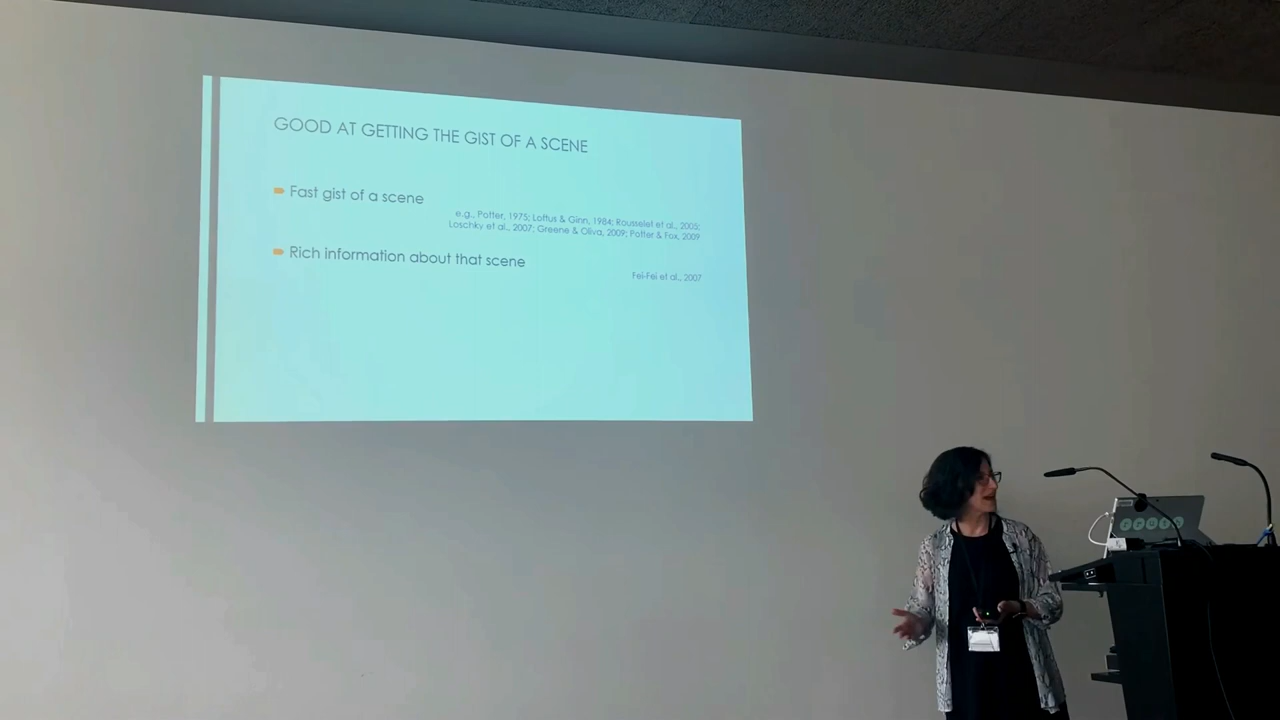 GOOD AT GETTING THE GIST OF A SCENE
Fast gist of a scene
e.g., Potter, 1975; Loftus & Ginn, 1984; Rousselet et al., 2005;
Loschky et al., 2007; Greene & Oliva, 2009; Potter & Fox, 2009
Rich information about that scene
Fei-Fei et al., 2007